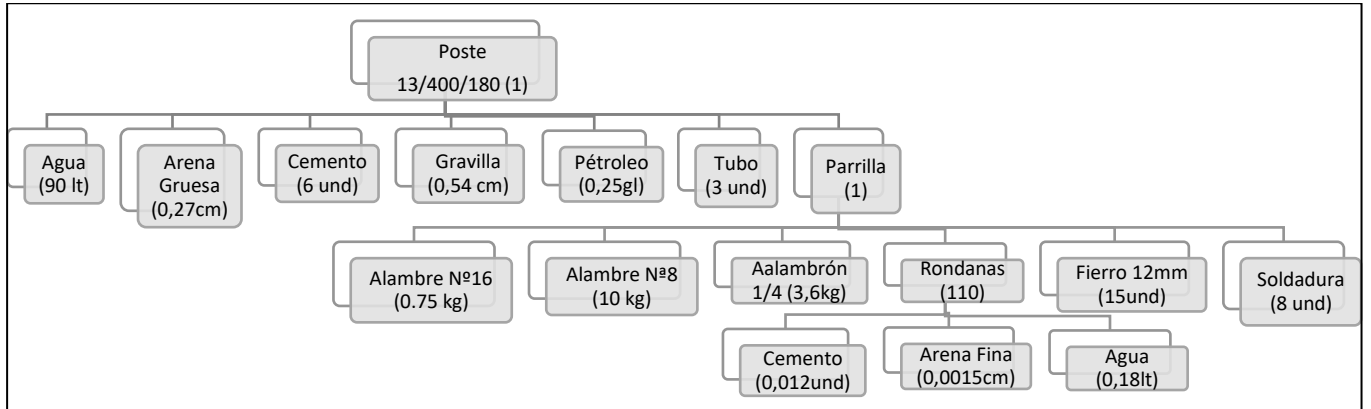 Poste
13/400/180 (1)
Agua
(90 lt)
Arena
Gruesa
(0,27cm)
Cemento
(6 und)
Gravilla
(0,54 cm)
Pétroleo
(0,25gl)
Tubo
(3 und)
Parrilla
(1)
Alambre Nº16
(0.75 kg)
Alambre Nª8
(10 kg)
Aalambrón
1/4 (3,6kg)
Rondanas
(110)
Fierro 12mm
(15und)
Soldadura
(8 und)
Cemento
(0,012und)
Arena Fina
(0,0015cm)
Agua
(0,18lt)